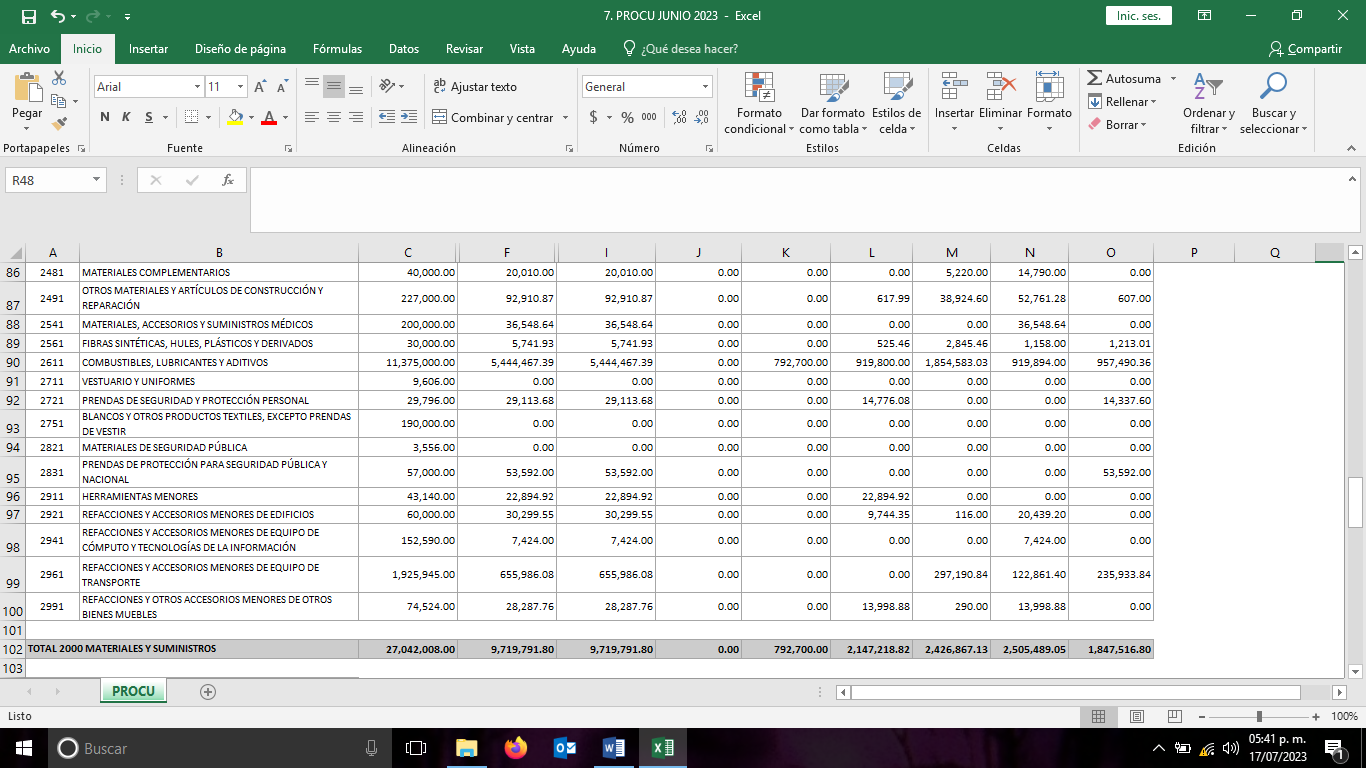 7. PROCU JUNIO 2023 - Excel
Inic. ses.
Archivo Inicio Insertar Diseño de página Fórmulas Datos Revisar Vista Ayuda ¿Qué desea hacer? Compartir
Pegar
Arial 11
N K S
Ajustar texto
Combinar y centrar
General
$ % 000
Formato condicional
Dar formato como tabla
Estilos de celda
Insertar Eliminar Formato
Autosuma
Rellenar
Borrar
Ordenar y filtrar
Buscar y seleccionar
Portapapeles Fuente Alineación Número Estilos Celdas Edición
R48 fx
A B C F I J K L M N O P Q
86 2481 MATERIALES COMPLEMENTARIOS 40,000.00 20,010.00 20,010.00 0.00 0.00 0.00 5,220.00 14,790.00 0.00
87 2491 OTROS MATERIALES Y ARTÍCULOS DE CONSTRUCCIÓN Y
REPARACIÓN 227,000.00 92,910.87 92,910.87 0.00 0.00 617.99 38,924.60 52,761.28 607.00
88 2541 MATERIALES, ACCESORIOS Y SUMINISTROS MÉDICOS 200,000.00 36,548.64 36,548.64 0.00 0.00 0.00 0.00 36,548.64 0.00
89 2561 FIBRAS SINTÉTICAS, HULES, PLÁSTICOS Y DERIVADOS 30,000.00 5,741.93 5,741.93 0.00 0.00 525.46 2,845.46 1,158.00 1,213.01
90 2611 COMBUSTIBLES, LUBRICANTES Y ADITIVOS 11,375,000.00 5,444,467.39 5,444,467.39 0.00 792,700.00 919,800.00 1,854,583.03 919,894.00 957,490.36
91 2711 VESTUARIO Y UNIFORMES 9,606.00 0.00 0.00 0.00 0.00 0.00 0.00 0.00 0.00
92 2721 PRENDAS DE SEGURIDAD Y PROTECCIÓN PERSONAL 29,796.00 29,113.68 29,113.68 0.00 0.00 14,776.08 0.00 0.00 14,337.60
93 2751 BLANCOS Y OTROS PRODUCTOS TEXTILES, EXCEPTO PRENDAS
DE VESTIR 190,000.00 0.00 0.00 0.00 0.00 0.00 0.00 0.00 0.00
94 2821 MATERIALES DE SEGURIDAD PÚBLICA 3,556.00 0.00 0.00 0.00 0.00 0.00 0.00 0.00 0.00
95 2831 PRENDAS DE PROTECCIÓN PARA SEGURIDAD PÚBLICA Y
NACIONAL 57,000.00 53,592.00 53,592.00 0.00 0.00 0.00 0.00 0.00 53,592.00
96 2911 HERRAMIENTAS MENORES 43,140.00 22,894.92 22,894.92 0.00 0.00 22,894.92 0.00 0.00 0.00
97 2921 REFACCIONES Y ACCESORIOS MENORES DE EDIFICIOS 60,000.00 30,299.55 30,299.55 0.00 0.00 9,744.35 116.00 20,439.20 0.00
98 2941 REFACCIONES Y ACCESORIOS MENORES DE EQUIPO DE
CÓMPUTO Y TECNOLOGÍAS DE LA INFORMACIÓN 152,590.00 7,424.00 7,424.00 0.00 0.00 0.00 0.00 7,424.00 0.00
99 2961 REFACCIONES Y ACCESORIOS MENORES DE EQUIPO DE
TRANSPORTE 1,925,945.00 655,986.08 655,986.08 0.00 0.00 0.00 297,190.84 122,861.40 235,933.84
100 2991 REFACCIONES Y OTROS ACCESORIOS MENORES DE OTROS
BIENES MUEBLES 74,524.00 28,287.76 28,287.76 0.00 0.00 13,998.88 290.00 13,998.88 0.00
101
102 TOTAL 2000 MATERIALES Y SUMINISTROS 27,042,008.00 9,719,791.80 9,719,791.80 0.00 792,700.00 2,147,218.82 2,426,867.13 2,505,489.05 1,847,516.80
103
PROCU
Listo 100%
Buscar
05:41 p. m.
17/07/2023
1